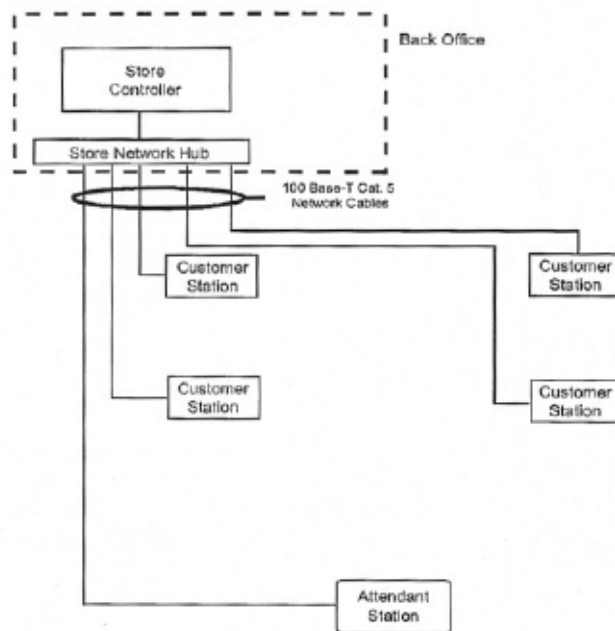 Back Office
Store
Controller
Store Network Hub
100 Base-T Cat. 5
Network Cables
Customer
Station
Customer
Station
Customer
Station
Customer
Station
Attendant
Station